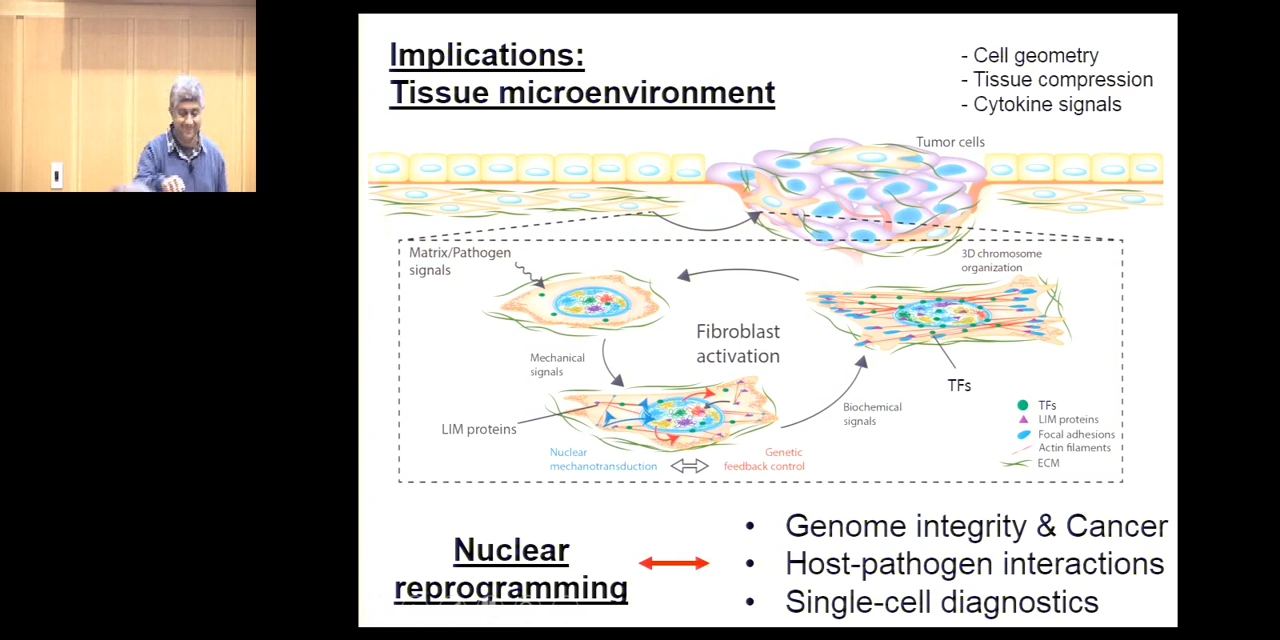 Implications:
Tissue microenvironment
- Cell geometry
- Tissue compression
- Cytokine signals
Tumor cells
Matrix/Pathogen
signals
3D chromosome
organization
Fibroblast
activation
Mechanical
signals
TFs
LIM proteins
Biochemical
signals
TFs
LIM proteins
Focal adhesions
Actin filaments
ECM
Nuclear
mechanotransduction
Genetic
feedback control
Nuclear
reprogramming
• Genome integrity & Cancer
• Host-pathogen interactions
• Single-cell diagnostics